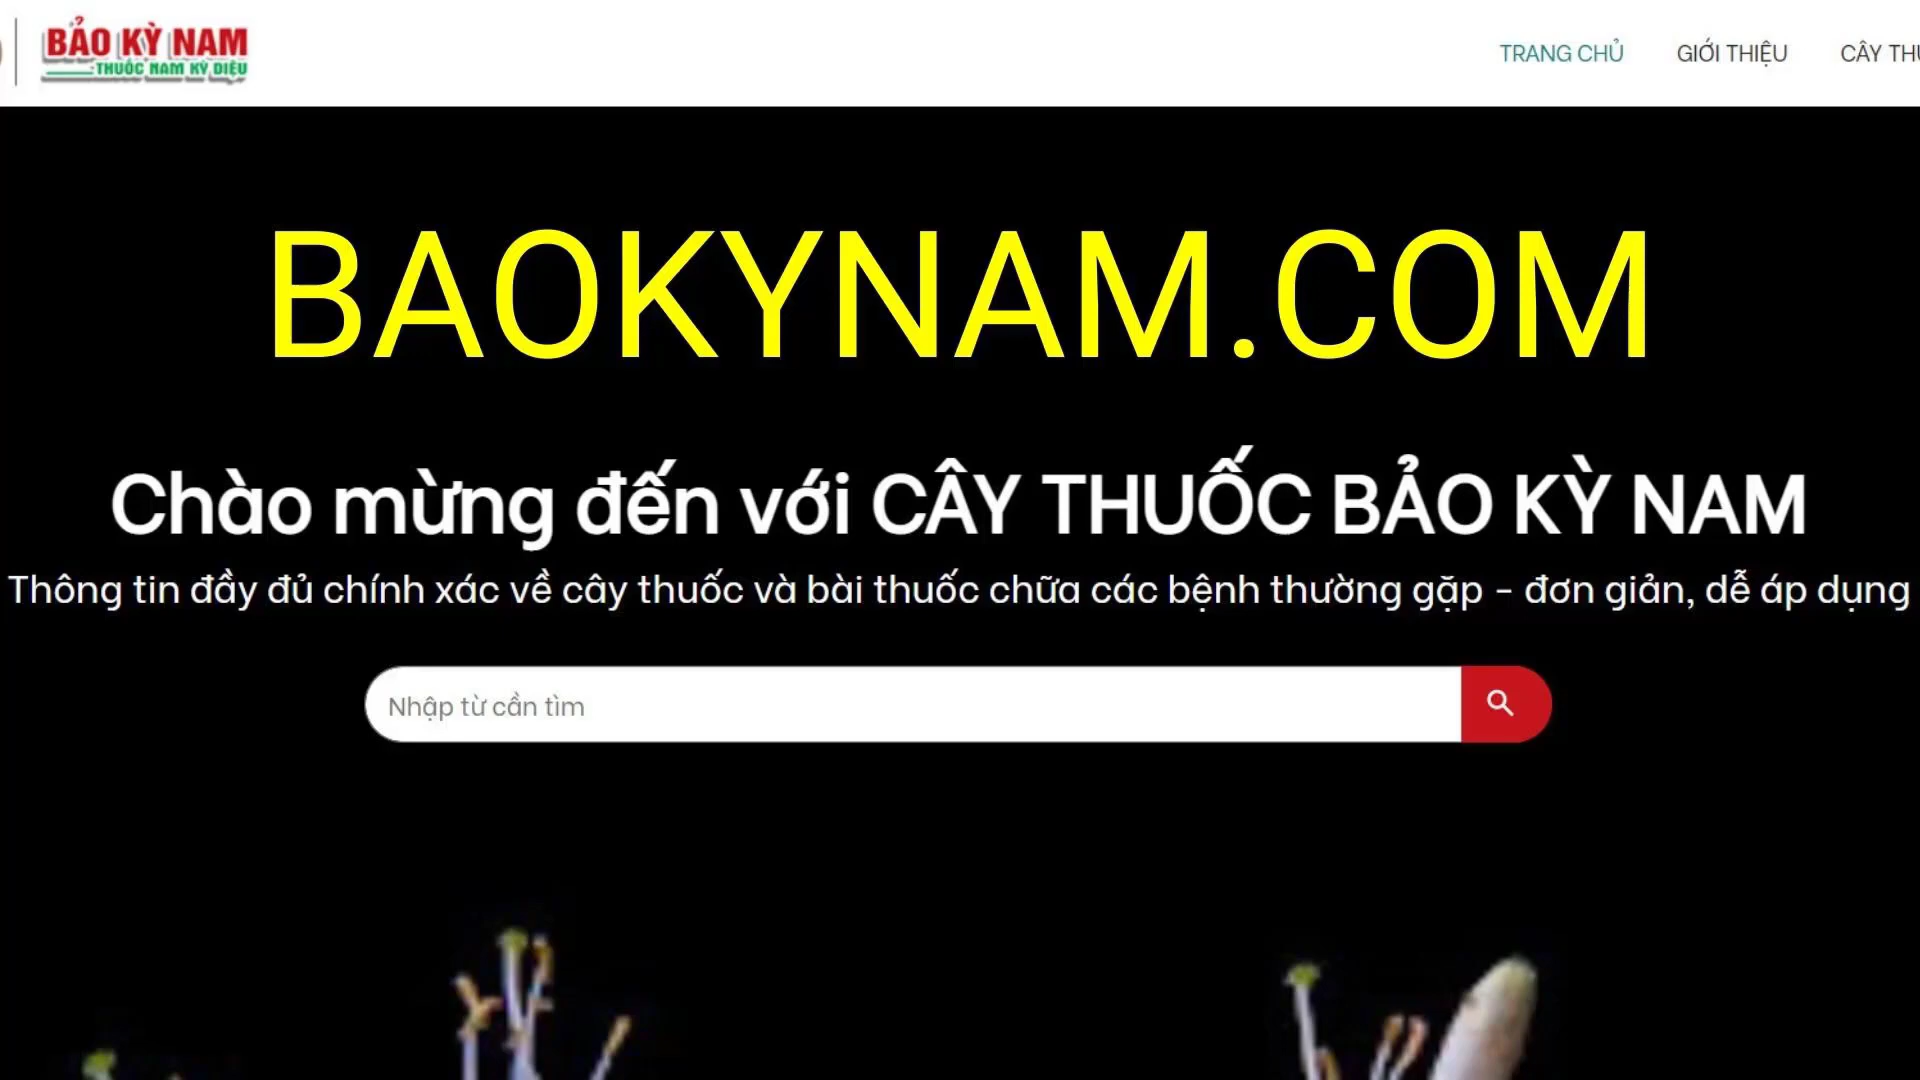 BẢO KỲ NAM
THUỐC NAM KỲ DIỆU
TRANG CHỦ GIỚI THIỆU CÂY THU
BAOKYNAM.COM
Chào mừng đến với CÂY THUỐC BẢO KỲ NAM
Thông tin đầy đủ chính xác về cây thuốc và bài thuốc chữa các bệnh thường gặp - đơn giản, dễ áp dụng
Nhập từ cần tìm